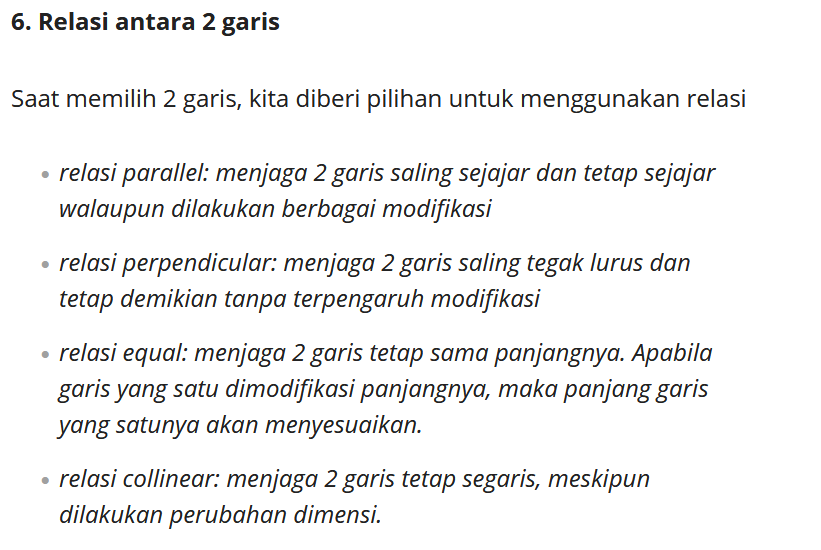 6. Relasi antara 2 garis
Saat memilih 2 garis, kita diberi pilihan untuk menggunakan relasi
• relasi parallel: menjaga 2 garis saling sejajar dan tetap sejajar
walaupun dilakukan berbagai modifikasi
• relasi perpendicular: menjaga 2 garis saling tegak lurus dan
tetap demikian tanpa terpengaruh modifikasi
• relasi equal: menjaga 2 garis tetap sama panjangnya. Apabila
garis yang satu dimodifikasi panjangnya, maka panjang garis
yang satunya akan menyesuaikan.
• relasi collinear: menjaga 2 garis tetap segaris, meskipun
dilakukan perubahan dimensi.